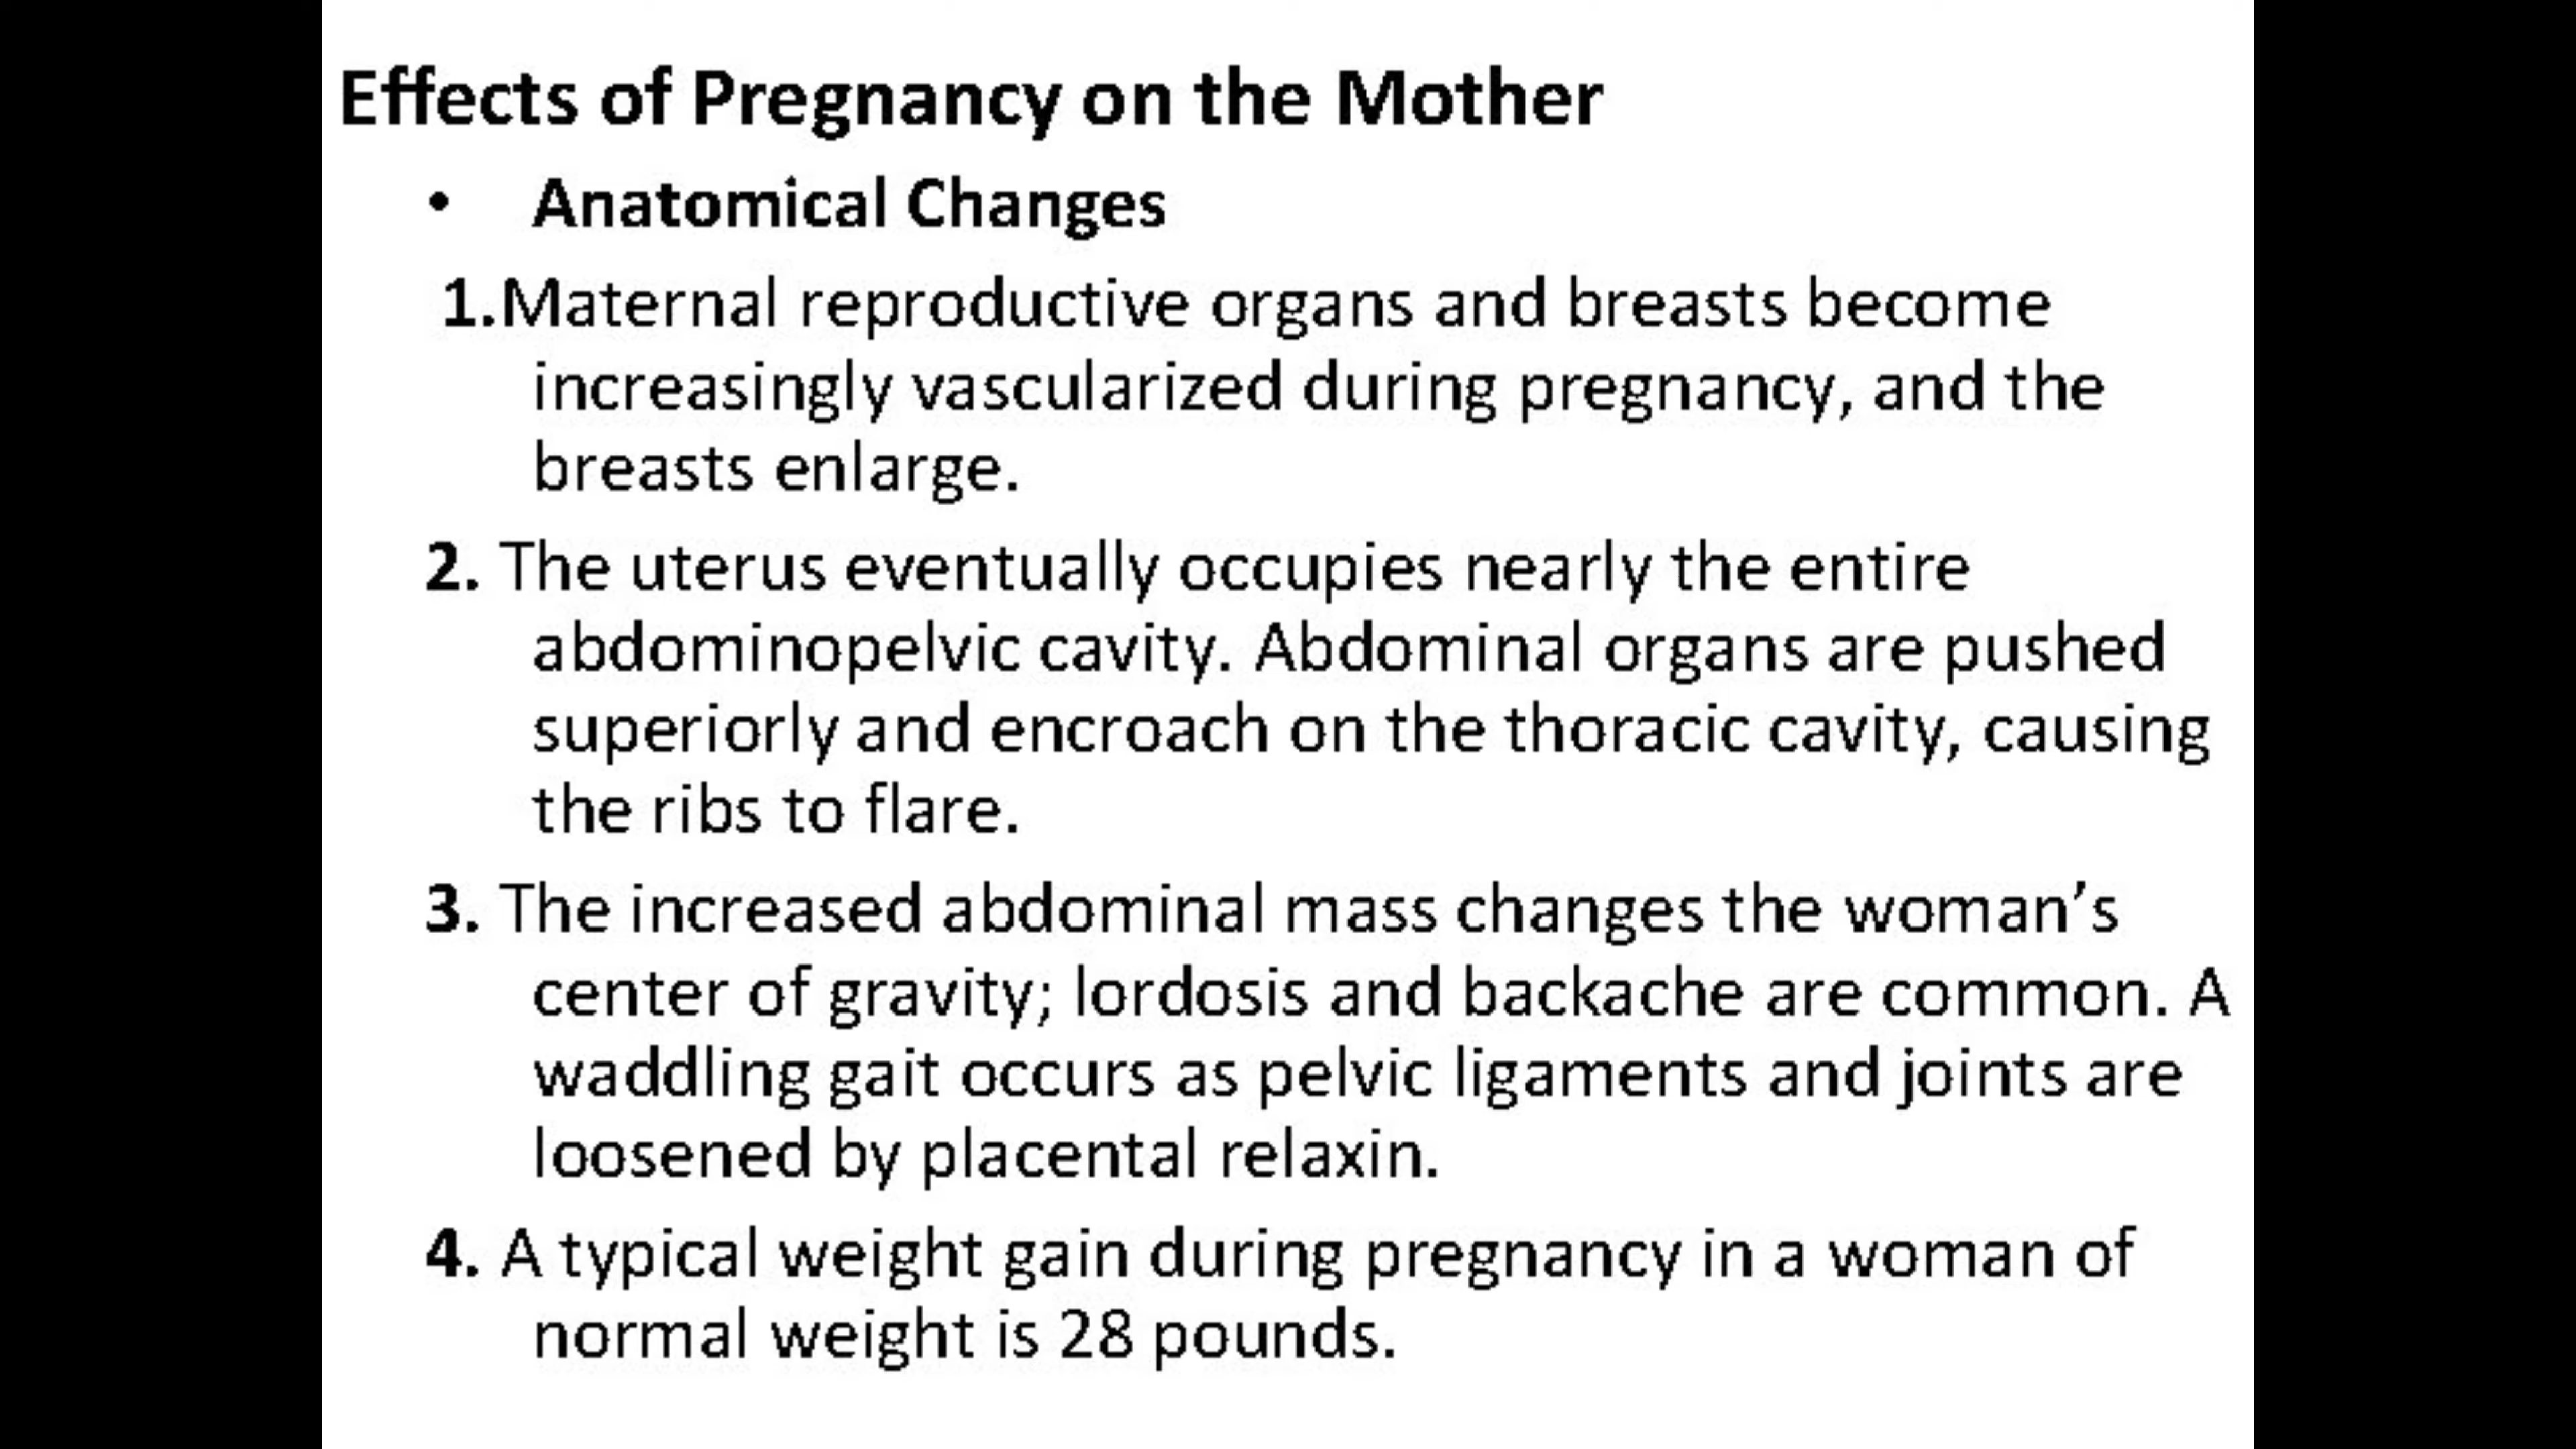 Effects of Pregnancy on the Mother
• Anatomical Changes
1.Maternal reproductive organs and breasts become
increasingly vascularized during pregnancy, and the
breasts enlarge.
2. The uterus eventually occupies nearly the entire
abdominopelvic cavity. Abdominal organs are pushed
superiorly and encroach on the thoracic cavity, causing
the ribs to flare.
3. The increased abdominal mass changes the woman’s
center of gravity; lordosis and backache are common. A
waddling gait occurs as pelvic ligaments and joints are
loosened by placental relaxin.
4. A typical weight gain during pregnancy in a woman of
normal weight is 28 pounds.